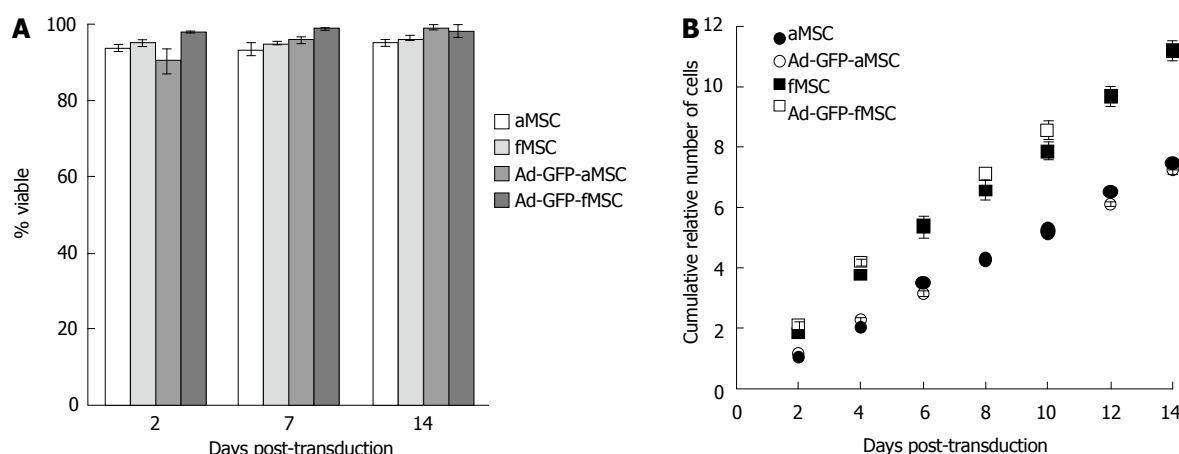 A
100
80
60
40
20
0
% viable
2
7
14
Days post-transduction
aMSC
fMSC
Ad-GFP-aMSC
Ad-GFP-fMSC
B
12
10
8
6
4
2
0
Cumulative relative number of cells
aMSC
Ad-GFP-aMSC
fMSC
Ad-GFP-fMSC
0
2
4
6
8
10
12
14
Days post-transduction